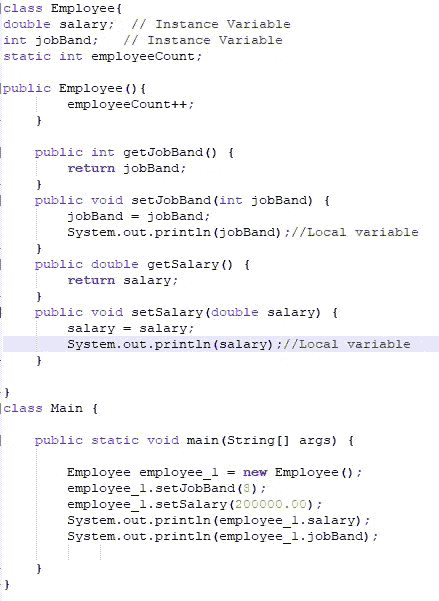 class Employee{
double salary;  // Instance Variable
int jobBand;   // Instance Variable
static int employeeCount;

public Employee(){
        employeeCount++;
    }

    public int getJobBand() {
        return jobBand;
    }
    public void setJobBand(int jobBand) {
        jobBand = jobBand;
        System.out.println(jobBand);//Local variable
    }
    public double getSalary() {
        return salary;
    }
    public void setSalary(double salary) {
        salary = salary;
        System.out.println(salary);//Local variable
    }

}
class Main {

    public static void main(String[] args) {

        Employee employee_1 = new Employee();
        employee_1.setJobBand(3);
        employee_1.setSalary(200000.00);
        System.out.println(employee_1.salary);
        System.out.println(employee_1.jobBand);

    }
}